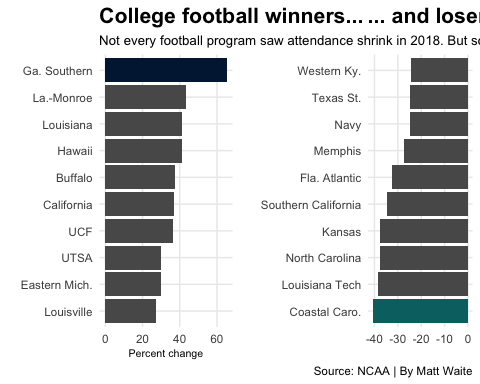 College football winners... ... and lose
Not every football program saw attendance shrink in 2018. But
Ga. Southern
La.-Monroe
Louisiana
Hawaii
Buffalo
California
UCF
UTSA
Eastern Mich.
Louisville
0 20 40 60
Percent change
Western Ky.
Texas St.
Navy
Memphis
Fla. Atlantic
Southern California
Kansas
North Carolina
Louisiana Tech
Coastal Caro.
-40 -30 -20 -10 0
Source: NCAA | By Matt Waite